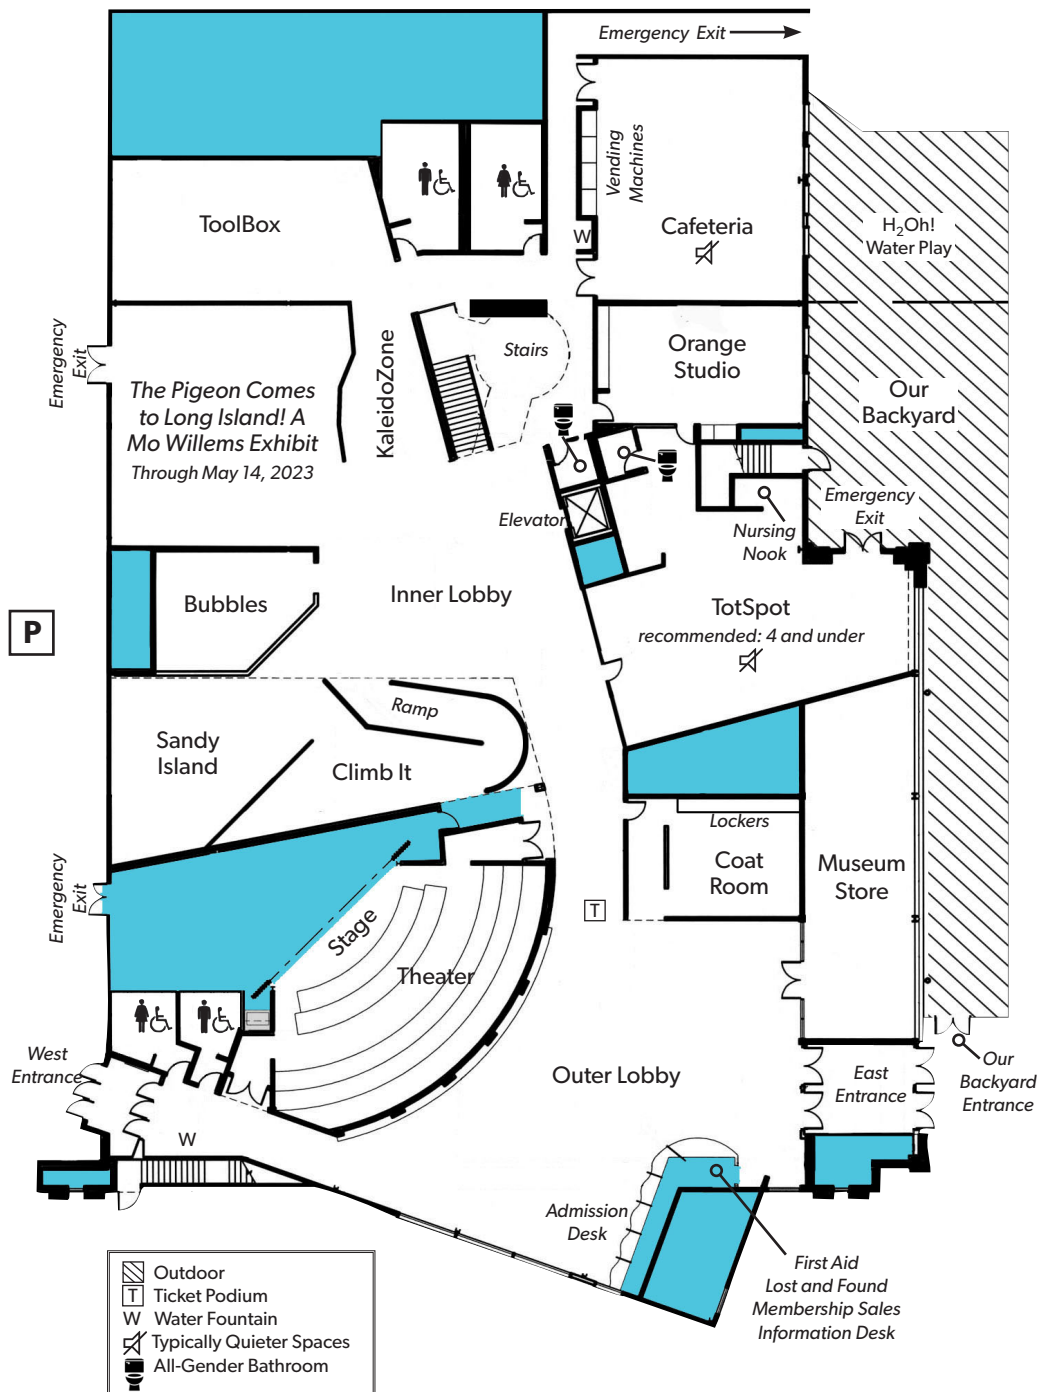 Emergency Exit
Vending
Machines
Cafeteria
W
H2Oh!
Water Play
ToolBox
Emergency
Exit
The Pigeon Comes
to Long Island! A
Mo Willems Exhibit
Through May 14, 2023
KaleidoZone
Stairs
Orange
Studio
Our
Backyard
Elevator
Nursing
Nook
Emergency
Exit
P
Bubbles
Inner Lobby
TotSpot
recommended: 4 and under
Ramp
Sandy
Island
Climb It
Lockers
Coat
Room
Museum
Store
Emergency
Exit
Stage
Theater
T
West
Entrance
W
Outer Lobby
East
Entrance
Our
Backyard
Entrance
Admission
Desk
First Aid
Lost and Found
Membership Sales
Information Desk
Outdoor
T Ticket Podium
W Water Fountain
Typically Quieter Spaces
All-Gender Bathroom